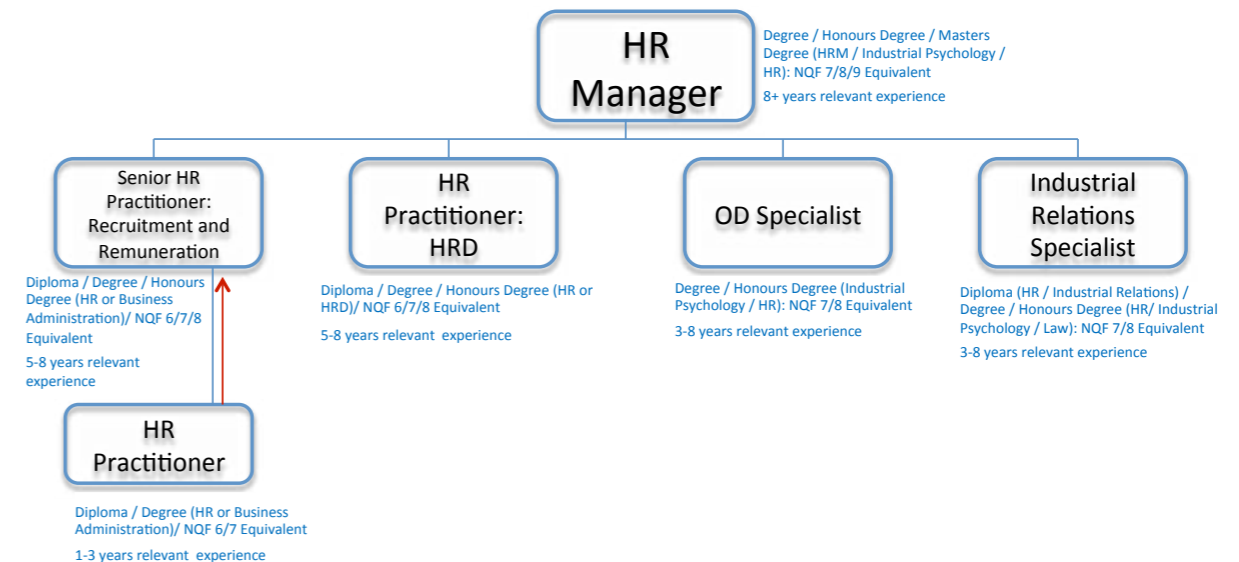 HR
Manager
Degree / Honours Degree / Masters
Degree (HRM / Industrial Psychology /
HR): NQF 7/8/9 Equivalent
8+ years relevant experience
Senior HR
Practitioner:
Recruitment and
Remuneration
Diploma / Degree / Honours
Degree (HR or Business
Administration)/ NQF 6/7/8
Equivalent
5-8 years relevant
experience
HR
Practitioner:
HRD
Diploma / Degree / Honours Degree (HR or
HRD)/ NQF 6/7/8 Equivalent
5-8 years relevant experience
OD Specialist
Degree / Honours Degree (Industrial
Psychology / HR): NQF 7/8 Equivalent
3-8 years relevant experience
Industrial
Relations
Specialist
Diploma (HR / Industrial Relations) /
Degree / Honours Degree (HR/ Industrial
Psychology / Law): NQF 7/8 Equivalent
3-8 years relevant experience
HR
Practitioner
Diploma / Degree (HR or Business
Administration)/ NQF 6/7 Equivalent
1-3 years relevant experience